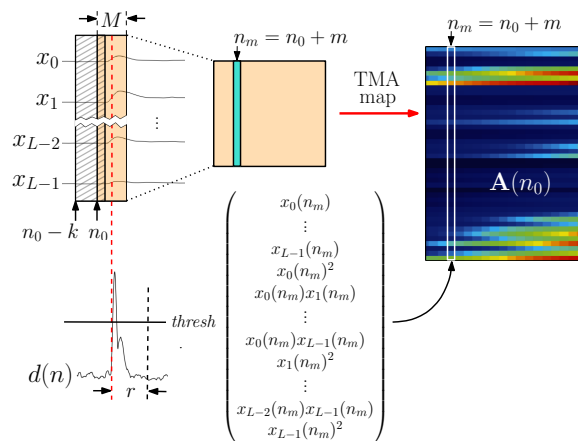 M
n_m = n_0 + m
n_m = n_0 + m
x_0
x_1
⋮
x_{L−2}
x_{L−1}
TMA
map
A(n_0)
n_0 − k
n_0
x_0(n_m)
⋮
x_{L−1}(n_m)
x_0(n_m)^2
x_0(n_m)x_1(n_m)
⋮
x_0(n_m)x_{L−1}(n_m)
x_1(n_m)^2
⋮
x_{L−2}(n_m)x_{L−1}(n_m)
x_{L−1}(n_m)^2
thresh
d(n)
r